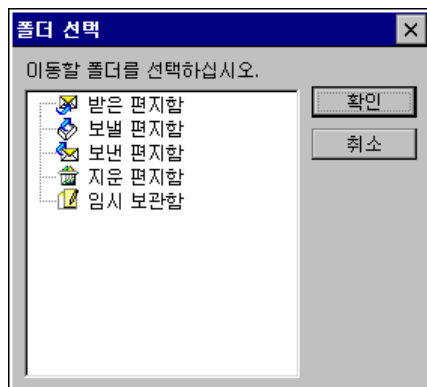 폴더 선택
이동할 폴더를 선택하십시오.
받은 편지함
보낼 편지함
보낸 편지함
지운 편지함
임시 보관함
확인
취소